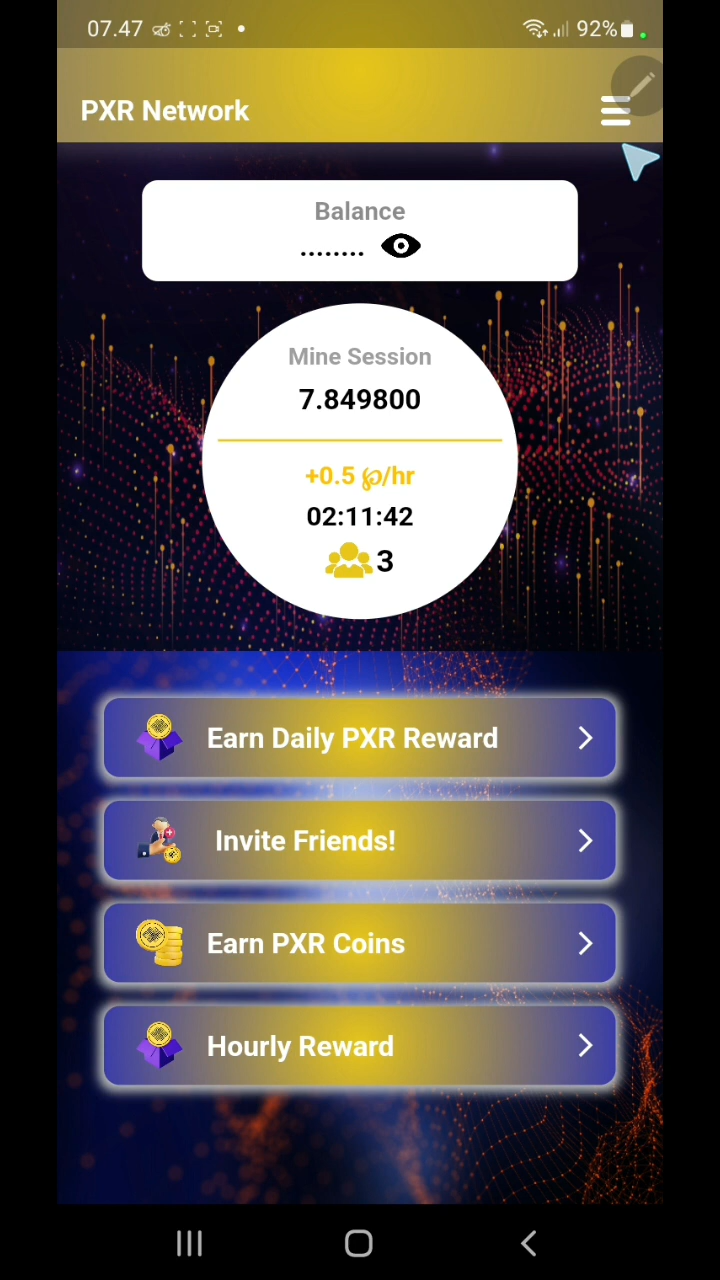 07.47
92%
PXR Network
Balance
........
Mine Session
7.849800
+0.5 ℘/hr
02:11:42
3
Earn Daily PXR Reward
Invite Friends!
Earn PXR Coins
Hourly Reward